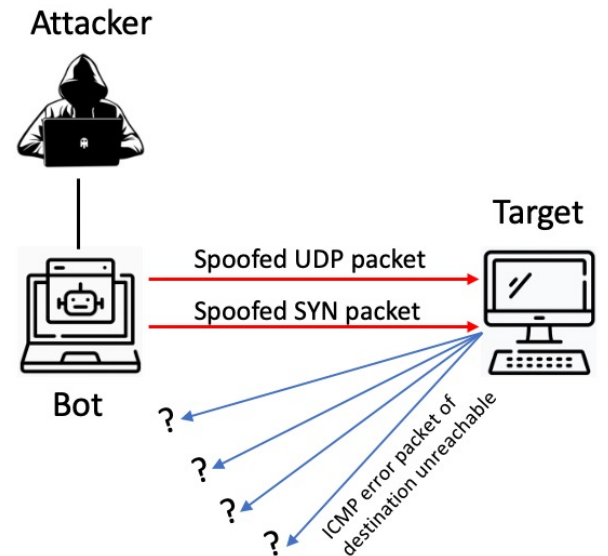 Attacker
Target
Spoofed UDP packet
Spoofed SYN packet
Bot
?
?
?
?
ICMP error packet of
destination unreachable